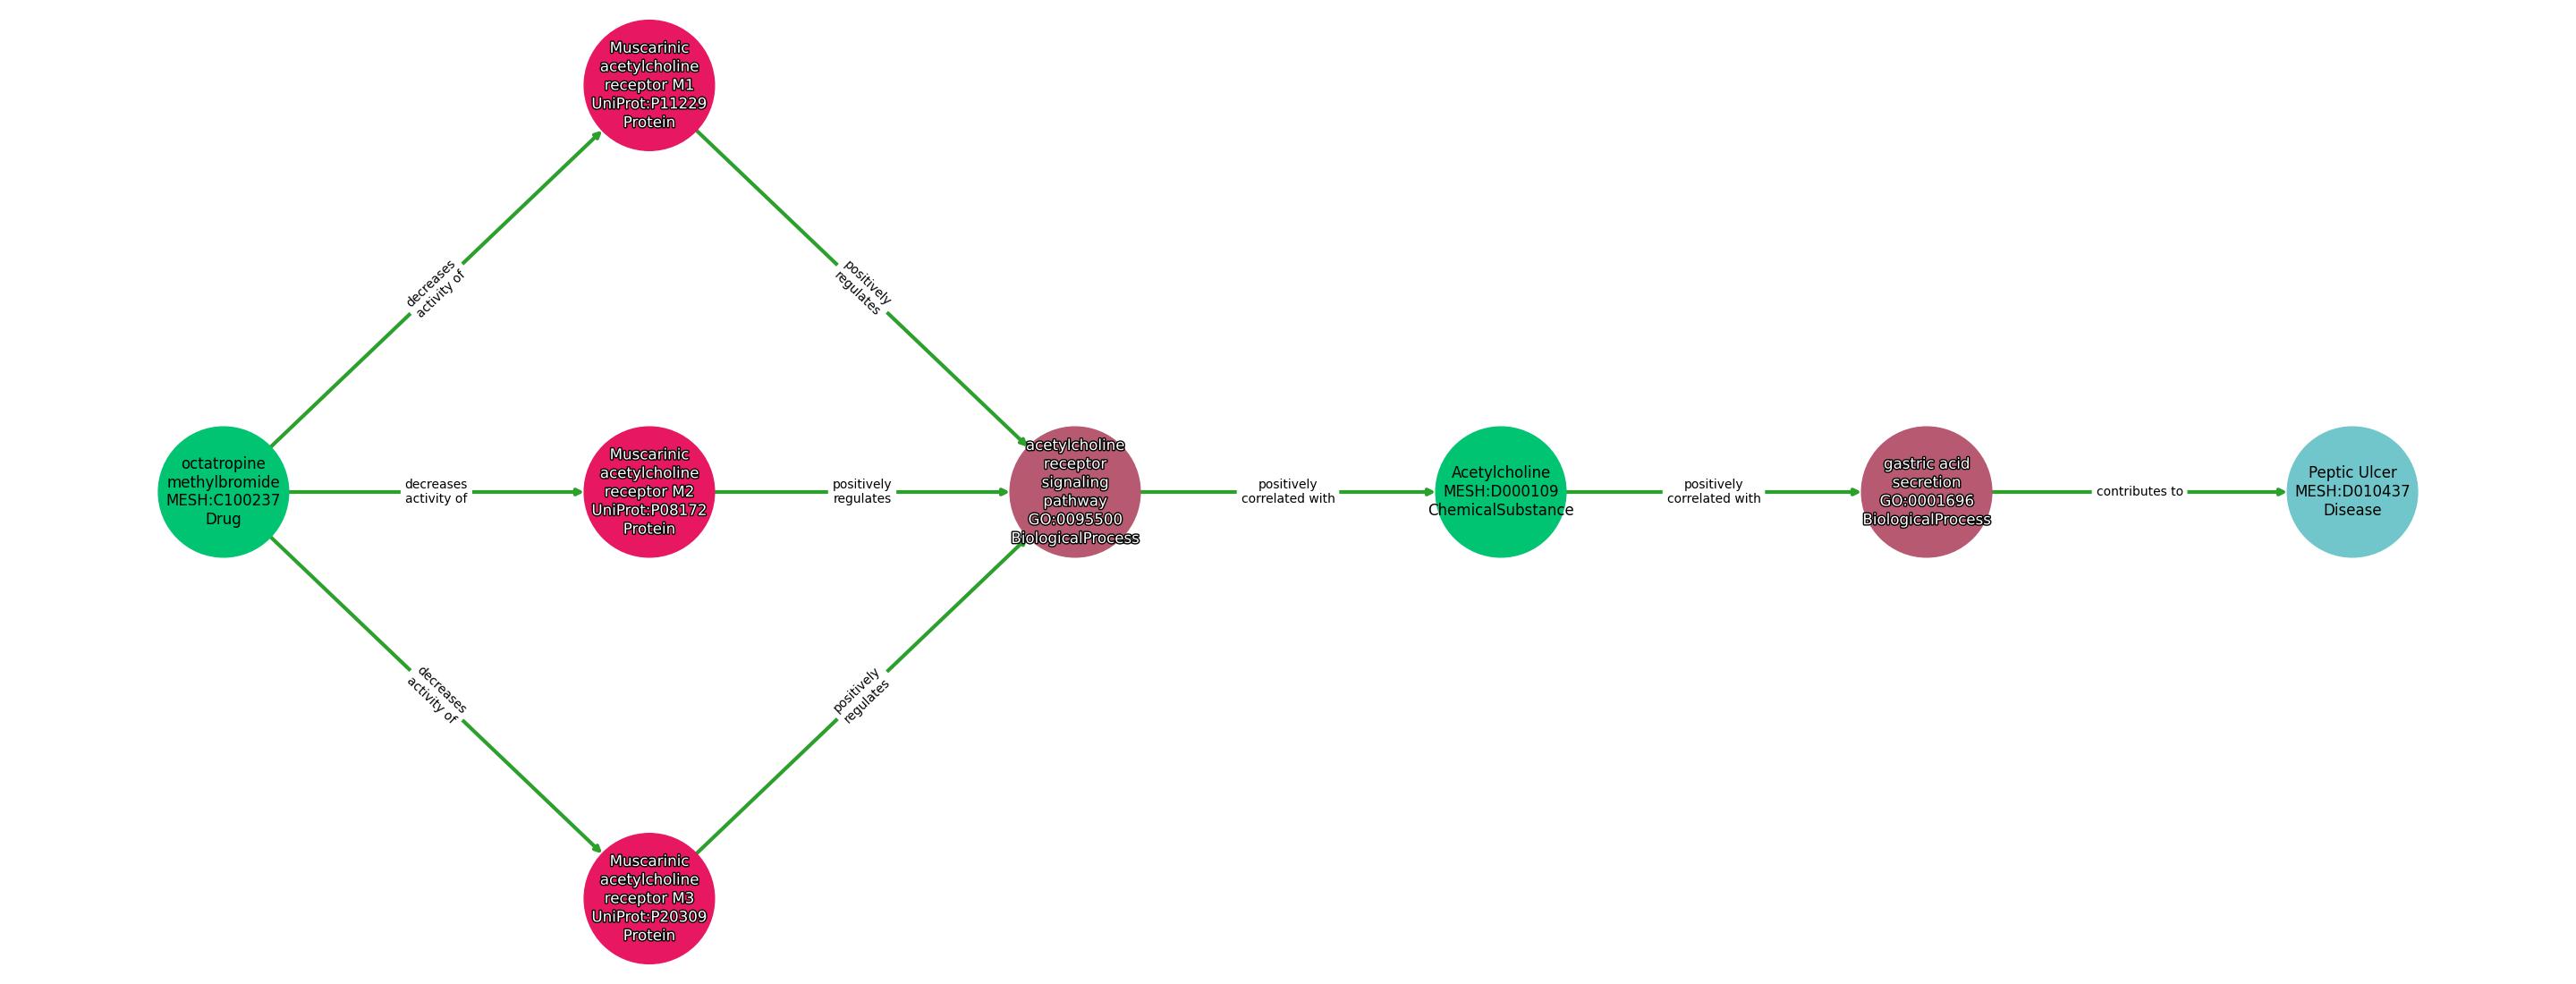 Muscarinic
acetylcholine
receptor M1
UniProt:P11229
Protein
decreases
activity of
positively
regulates
octatropine
methylbromide
MESH:C100237
Drug
decreases
activity of
Muscarinic
acetylcholine
receptor M2
UniProt:P08172
Protein
positively
regulates
acetylcholine
receptor
signaling
pathway
GO:0095500
BiologicalProcess
positively
correlated with
Acetylcholine
MESH:D000109
ChemicalSubstance
positively
correlated with
gastric acid
secretion
GO:0001696
BiologicalProcess
contributes to
Peptic Ulcer
MESH:D010437
Disease
decreases
activity of
positively
regulates
Muscarinic
acetylcholine
receptor M3
UniProt:P20309
Protein